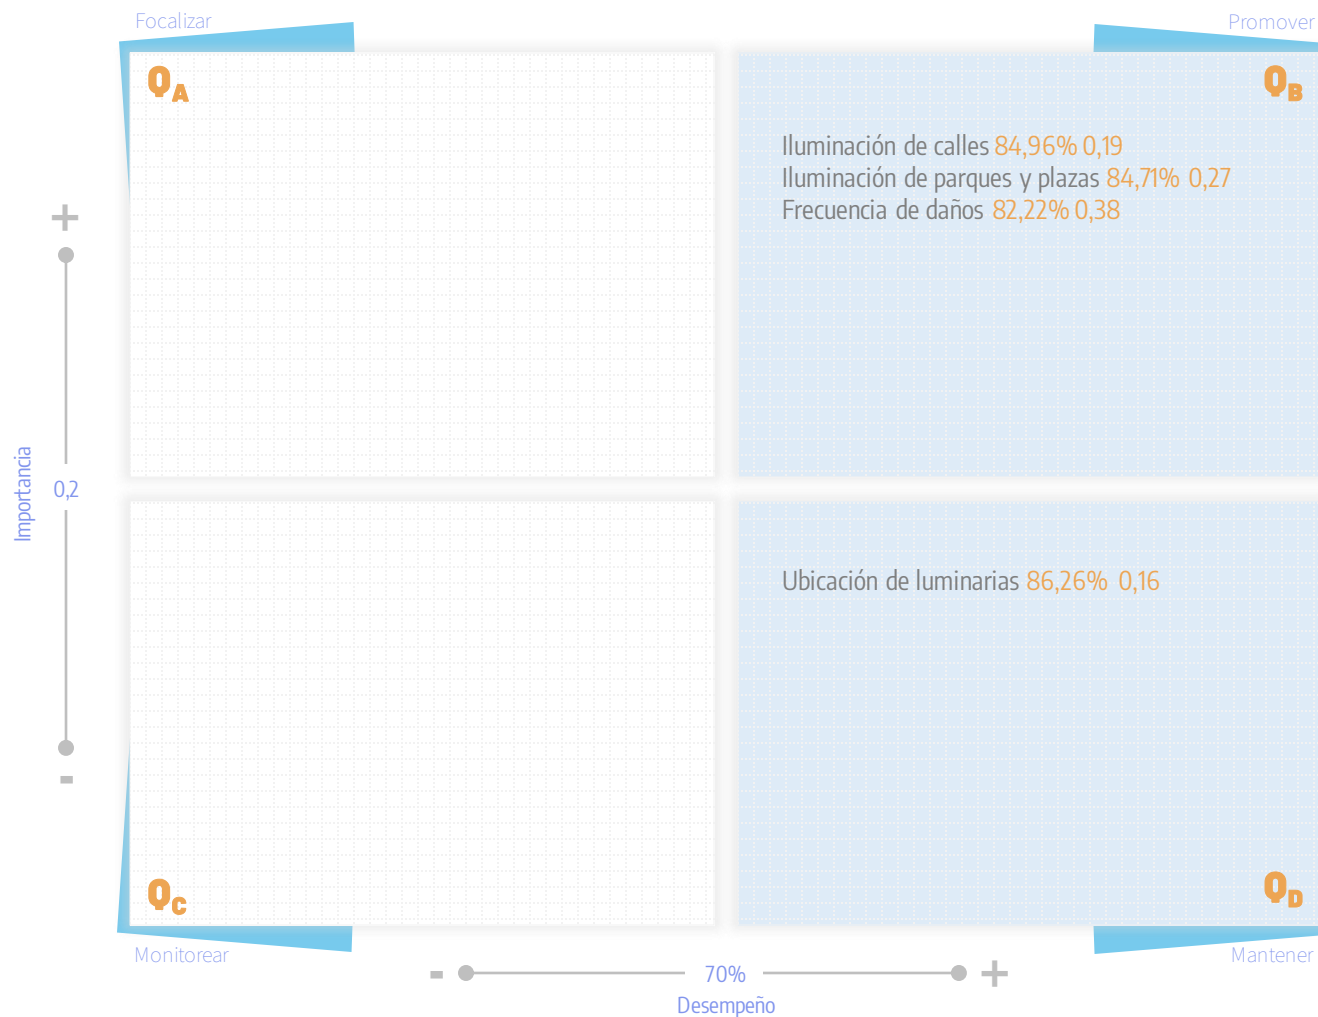 Focalizar
Promover
QA
QB
Iluminación de calles 84,96% 0,19
Iluminación de parques y plazas 84,71% 0,27
Frecuencia de daños 82,22% 0,38
+
Importancia
0,2
-
Ubicación de luminarias 86,26% 0,16
QC
QD
Monitorear
Mantener
- 70% +
Desempeño